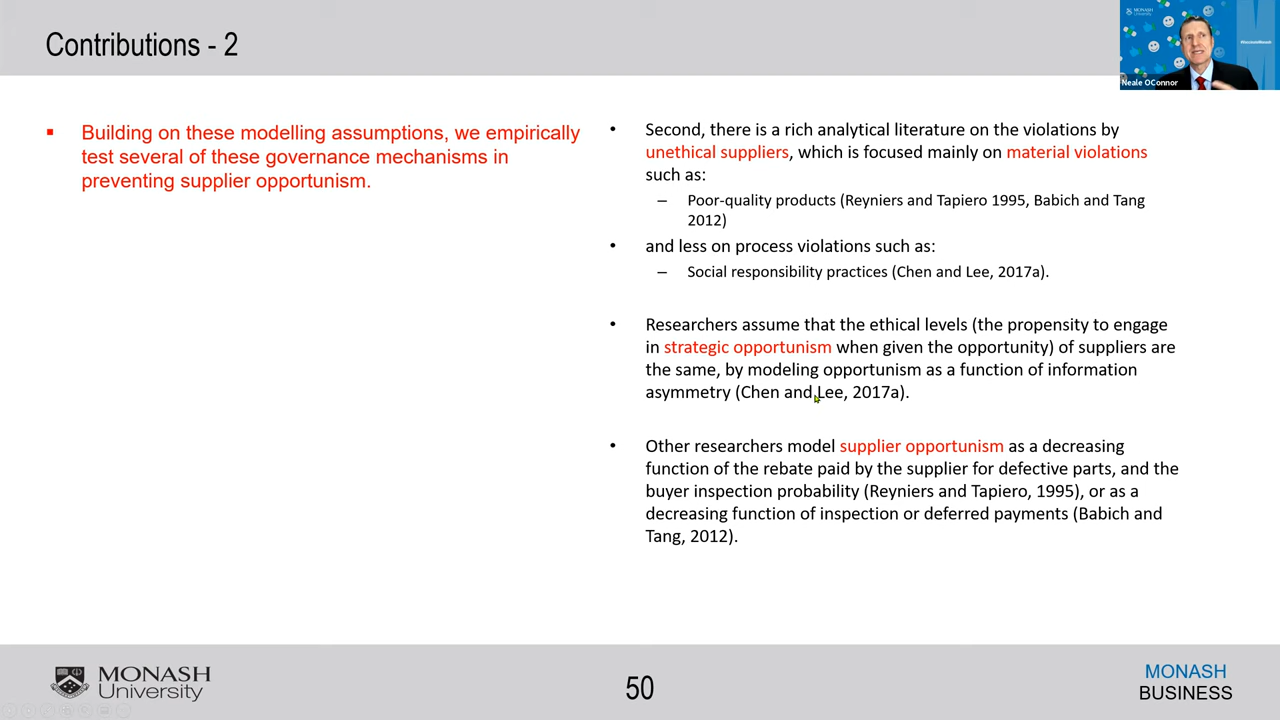 Contributions - 2
MONASH University
Neale OConnor
▪ Building on these modelling assumptions, we empirically
test several of these governance mechanisms in
preventing supplier opportunism.
• Second, there is a rich analytical literature on the violations by
unethical suppliers, which is focused mainly on material violations
such as:
– Poor-quality products (Reyniers and Tapiero 1995, Babich and Tang
2012)
• and less on process violations such as:
– Social responsibility practices (Chen and Lee, 2017a).
• Researchers assume that the ethical levels (the propensity to engage
in strategic opportunism when given the opportunity) of suppliers are
the same, by modeling opportunism as a function of information
asymmetry (Chen and Lee, 2017a).
• Other researchers model supplier opportunism as a decreasing
function of the rebate paid by the supplier for defective parts, and the
buyer inspection probability (Reyniers and Tapiero, 1995), or as a
decreasing function of inspection or deferred payments (Babich and
Tang, 2012).
MONASH
University
50
MONASH
BUSINESS